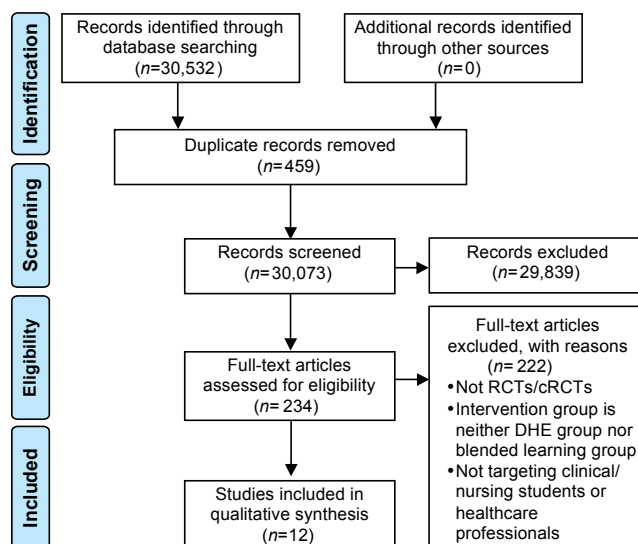 Identification
Records identified through
database searching
(n=30,532)
Additional records identified
through other sources
(n=0)
Duplicate records removed
(n=459)
Screening
Records screened
(n=30,073)
Records excluded
(n=29,839)
Eligibility
Full-text articles
assessed for eligibility
(n=234)
Full-text articles
excluded, with reasons
(n=222)
•Not RCTs/cRCTs
•Intervention group is
neither DHE group nor
blended learning group
•Not targeting clinical/
nursing students or
healthcare
professionals
Included
Studies included in
qualitative synthesis
(n=12)